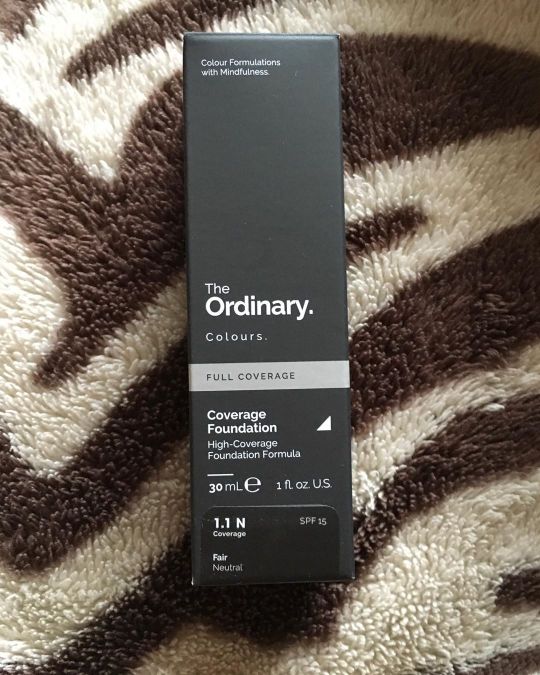 Colour Formulations
with Mindfulness.
The
Ordinary.
Colours.
FULL COVERAGE
Coverage
Foundation
High-Coverage
Foundation Formula
30 mL℮ 1 fl. oz. U.S.
1.1 N SPF 15
Coverage
Fair
Neutral